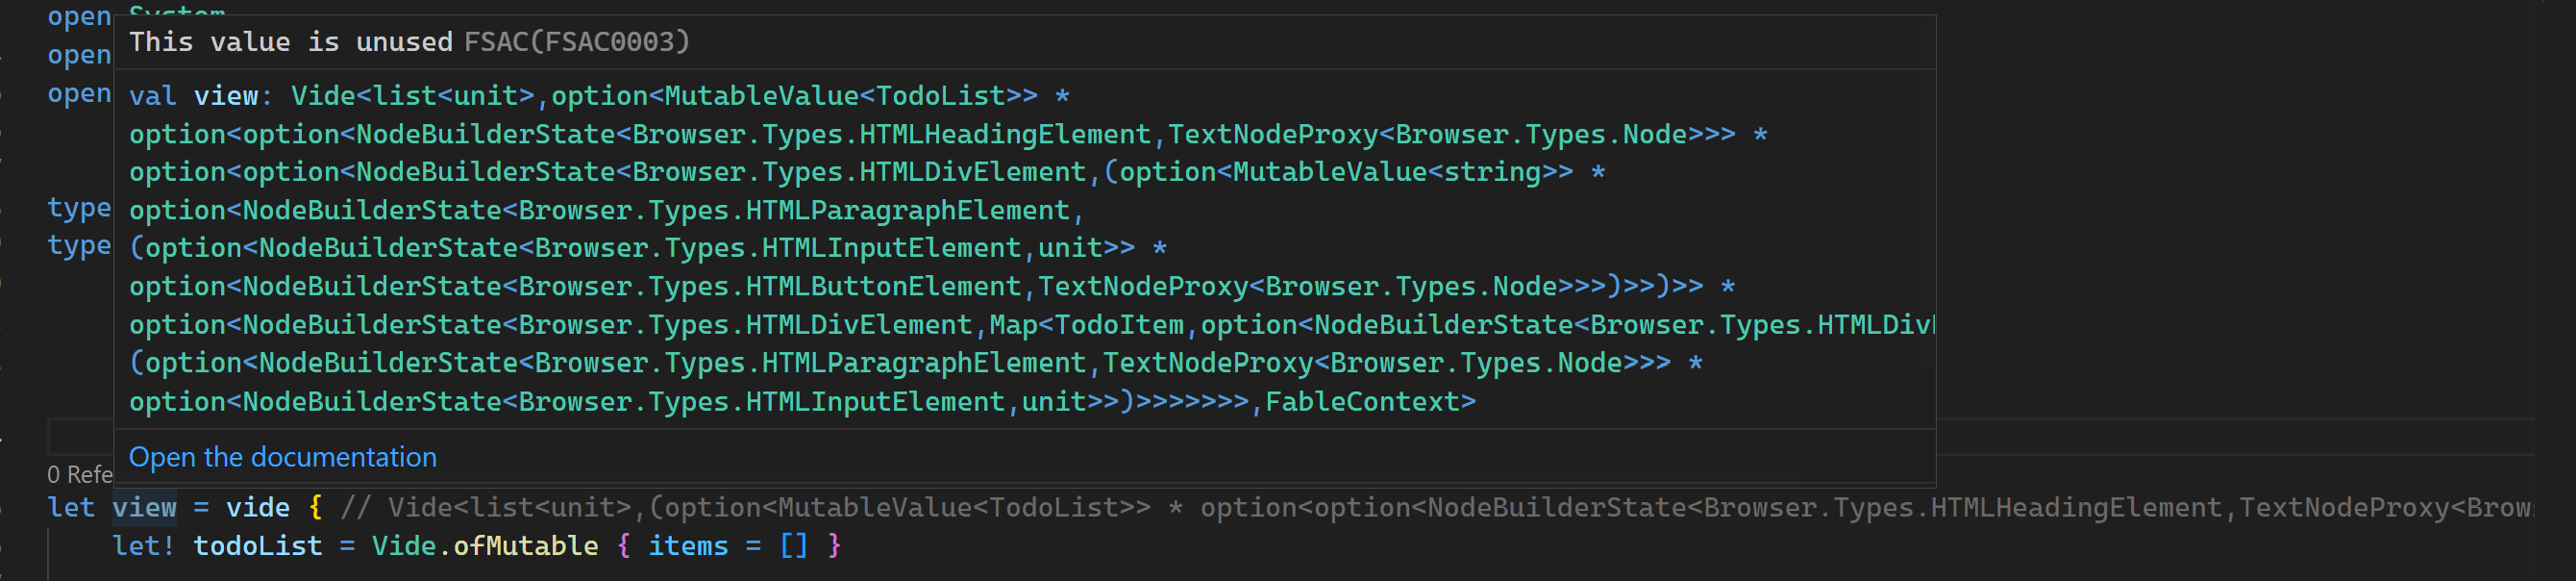 open System
This value is unused FSAC(FSAC0003)
open
val view: Vide<list<unit>,option<MutableValue<TodoList>> *
open
option<option<NodeBuilderState<Browser.Types.HTMLHeadingElement,TextNodeProxy<Browser.Types.Node>>> *
option<option<NodeBuilderState<Browser.Types.HTMLDivElement,(option<MutableValue<string>> *
type
option<NodeBuilderState<Browser.Types.HTMLParagraphElement,
type
(option<NodeBuilderState<Browser.Types.HTMLInputElement,unit>> *
option<NodeBuilderState<Browser.Types.HTMLButtonElement,TextNodeProxy<Browser.Types.Node>>>)>>)>> *
option<NodeBuilderState<Browser.Types.HTMLDivElement,Map<TodoItem,option<NodeBuilderState<Browser.Types.HTMLDiv
(option<NodeBuilderState<Browser.Types.HTMLParagraphElement,TextNodeProxy<Browser.Types.Node>>> *
option<NodeBuilderState<Browser.Types.HTMLInputElement,unit>>)>>>>>>>,FableContext>
Open the documentation
0 Refe
let view = vide { // Vide<list<unit>,(option<MutableValue<TodoList>> * option<option<NodeBuilderState<Browser.Types.HTMLHeadingElement,TextNodeProxy<Brow
let! todoList = Vide.ofMutable { items = [] }